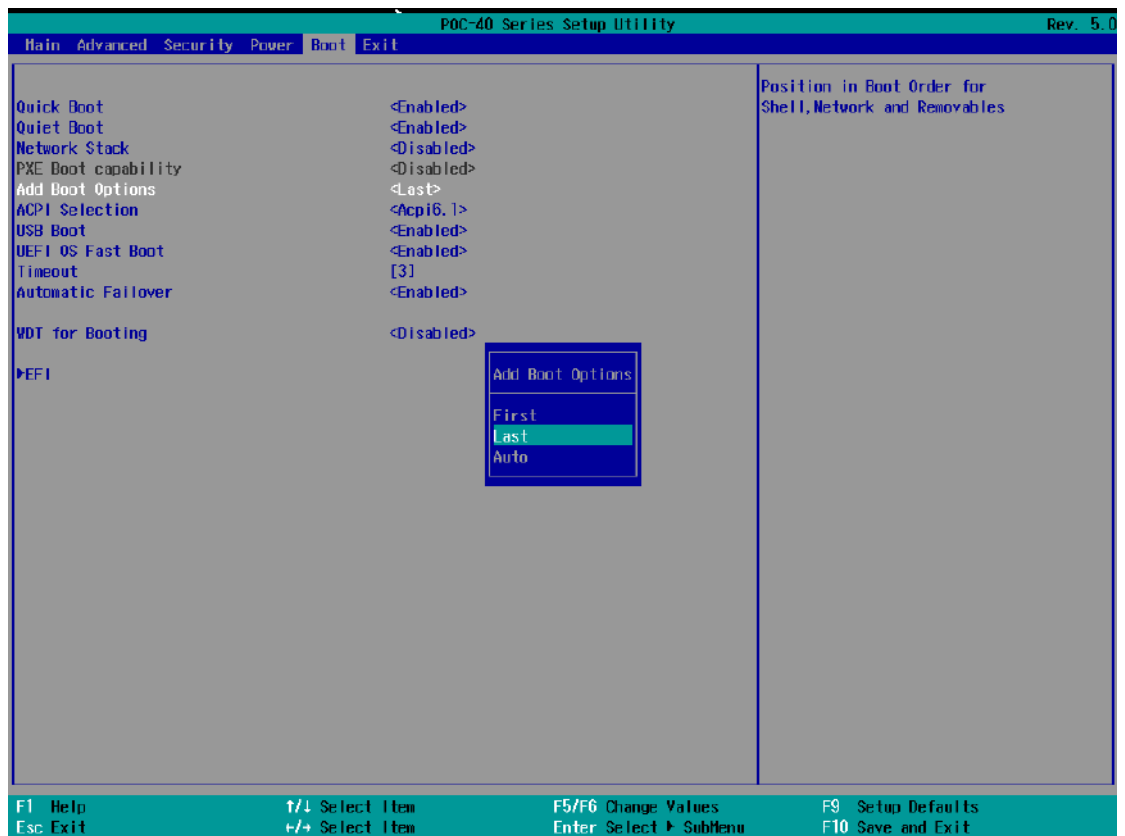 POC-40 Series Setup Utility Rev. 5.0
Main Advanced Security Power Boot Exit
Position in Boot Order for
Shell,Network and Removables
Quick Boot <Enabled>
Quiet Boot <Enabled>
Network Stack <Disabled>
PXE Boot capability <Disabled>
Add Boot Options <Last>
ACPI Selection <Acpi6.1>
USB Boot <Enabled>
UEFI OS Fast Boot <Enabled>
Timeout [3]
Automatic Failover <Enabled>
WDT for Booting <Disabled>
▶EFI
Add Boot Options
First
Last
Auto
F1 Help ↑/↓ Select Item F5/F6 Change Values F9 Setup Defaults
Esc Exit ←/→ Select Item Enter Select ▶ SubMenu F10 Save and Exit